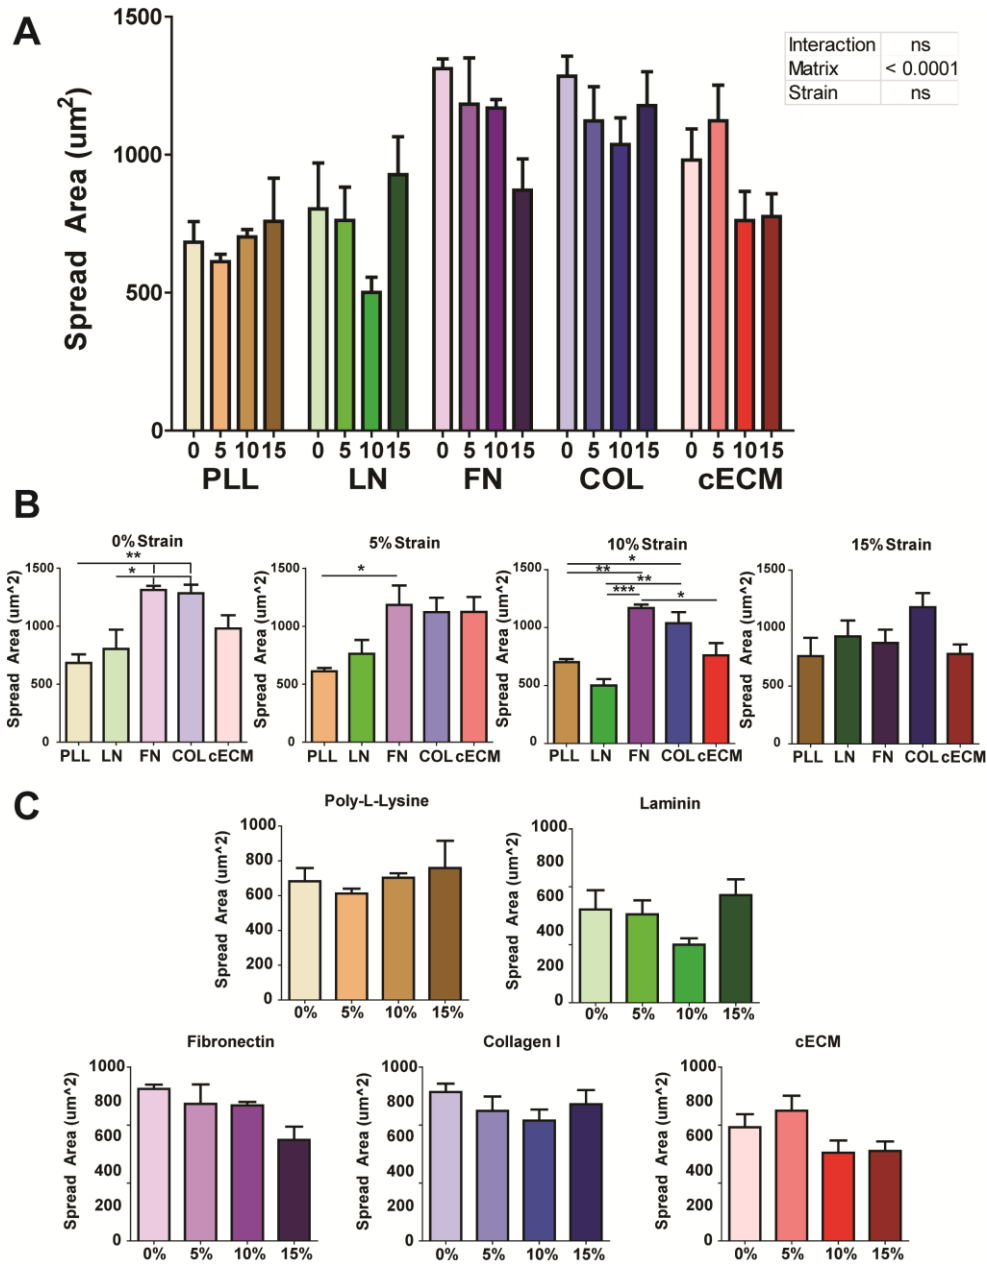 A
Spread Area (um²)
1500
1000
500
0
Interaction ns
Matrix < 0.0001
Strain ns
0 5 10 15 0 5 10 15 0 5 10 15 0 5 10 15 0 5 10 15
PLL LN FN COL cECM
B
0% Strain
Spread Area (um^2)
1500
1000
500
0
**
*
PLL LN FN COL cECM
5% Strain
Spread Area (um^2)
1500
1000
500
0
*
PLL LN FN COL cECM
10% Strain
Spread Area (um^2)
1500
1000
500
0
*
**
**
***
*
PLL LN FN COL cECM
15% Strain
Spread Area (um^2)
1500
1000
500
0
PLL LN FN COL cECM
C
Poly-L-Lysine
Spread Area (um^2)
1000
800
600
400
200
0
0% 5% 10% 15%
Laminin
Spread Area (um^2)
1000
800
600
400
200
0
0% 5% 10% 15%
Fibronectin
Spread Area (um^2)
1000
800
600
400
200
0
0% 5% 10% 15%
Collagen I
Spread Area (um^2)
1000
800
600
400
200
0
0% 5% 10% 15%
cECM
Spread Area (um^2)
1000
800
600
400
200
0
0% 5% 10% 15%